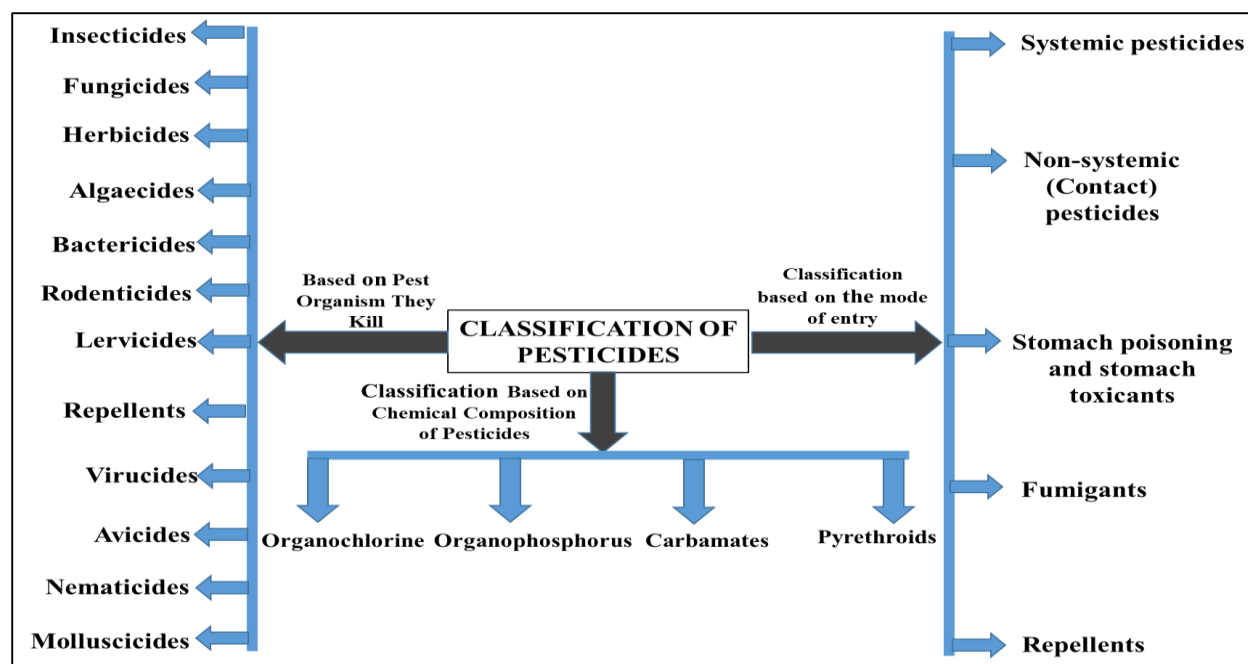 Insecticides
Fungicides
Herbicides
Algaecides
Bactericides
Rodenticides
Lervicides
Repellents
Virucides
Avicides
Nematicides
Molluscicides
Based on Pest
Organism They
Kill
CLASSIFICATION OF
PESTICIDES
Classification
based on the mode
of entry
Classification Based on
Chemical Composition
of Pesticides
Organochlorine
Organophosphorus
Carbamates
Pyrethroids
Systemic pesticides
Non-systemic
(Contact)
pesticides
Stomach poisoning
and stomach
toxicants
Fumigants
Repellents